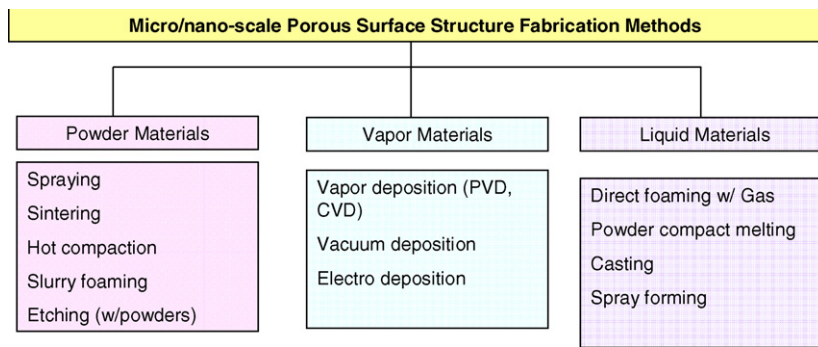 Micro/nano-scale Porous Surface Structure Fabrication Methods
Powder Materials
Spraying
Sintering
Hot compaction
Slurry foaming
Etching (w/powders)
Vapor Materials
Vapor deposition (PVD,
CVD)
Vacuum deposition
Electro deposition
Liquid Materials
Direct foaming w/ Gas
Powder compact melting
Casting
Spray forming